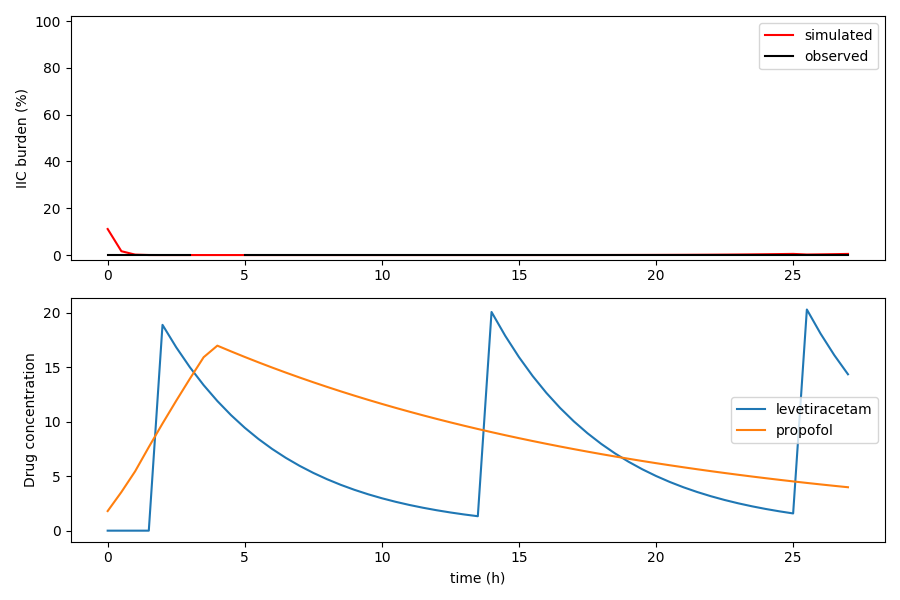 IIC burden (%)
100
80
60
40
20
0
simulated
observed
0 5 10 15 20 25
Drug concentration
20
15
10
5
0
levetiracetam
propofol
0 5 10 15 20 25
time (h)